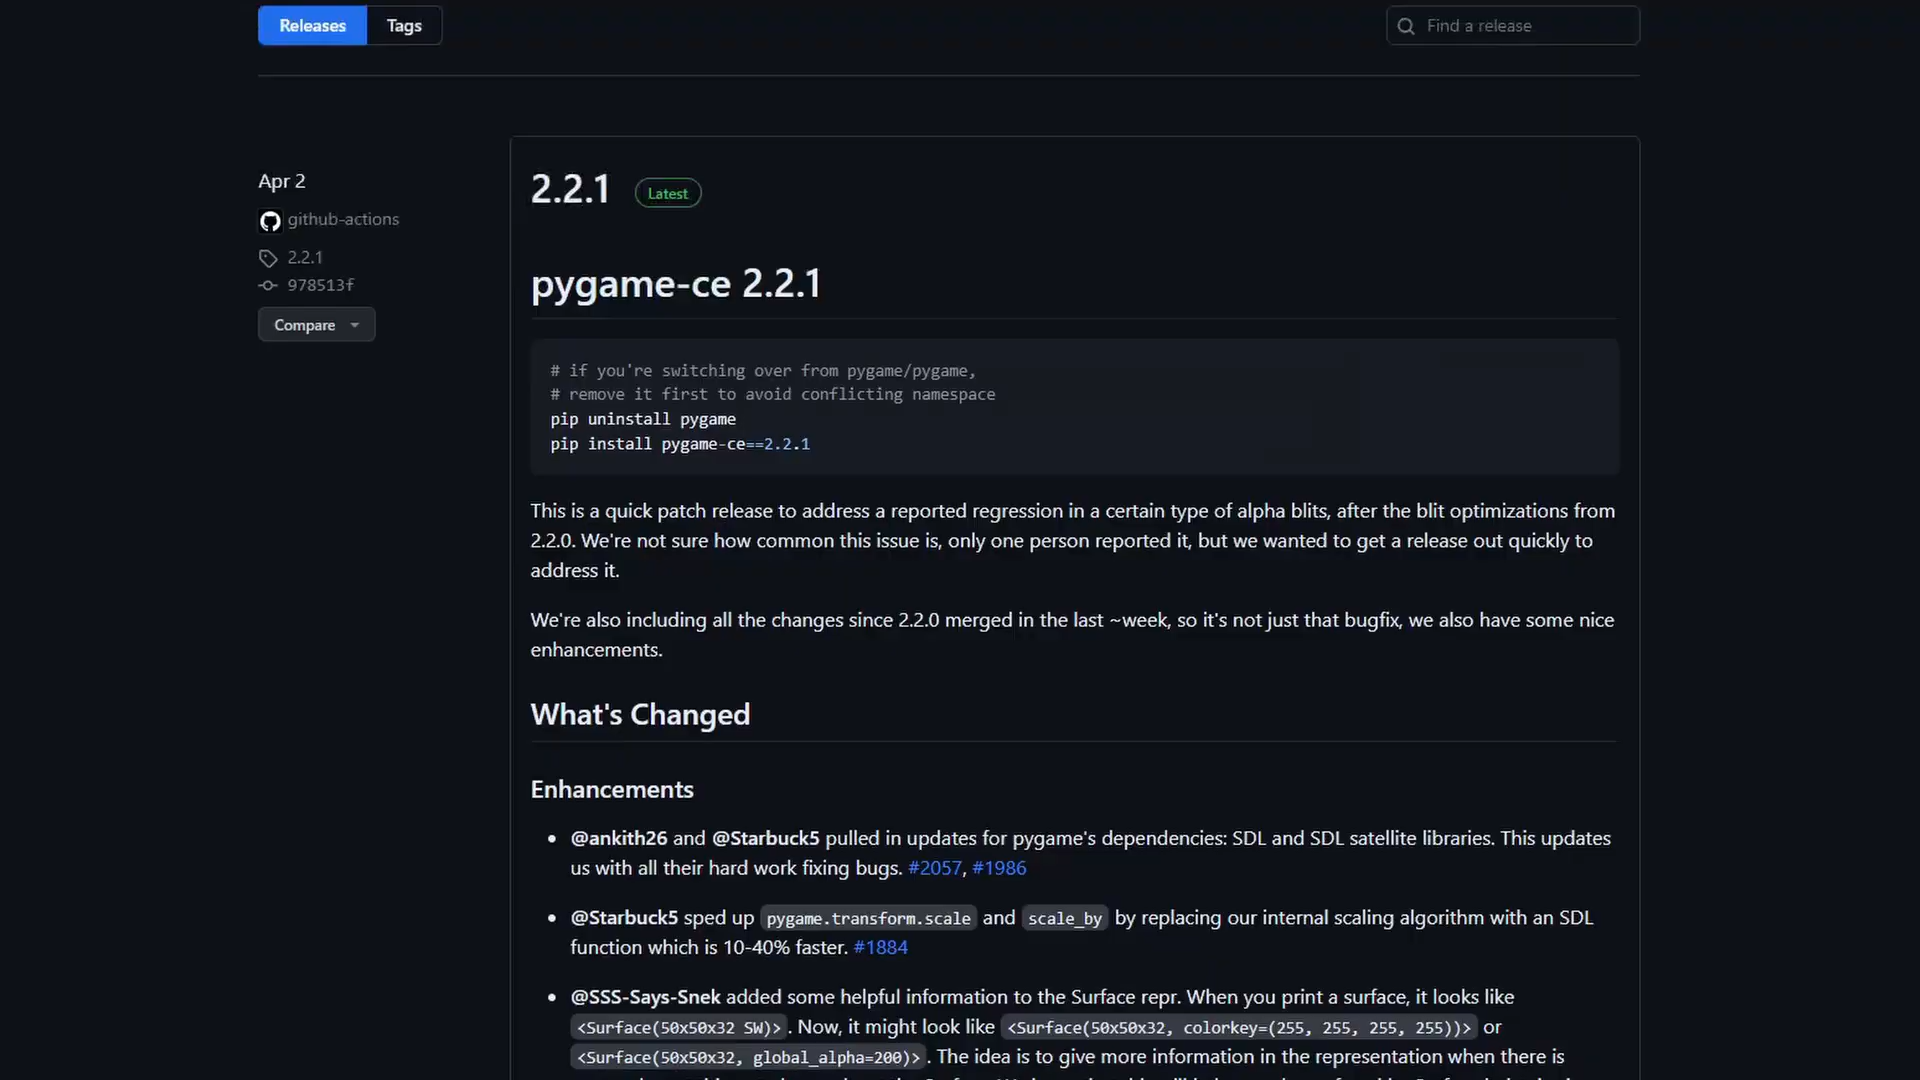 Releases
Tags
Find a release
Apr 2
github-actions
2.2.1
978513f
Compare
2.2.1
Latest
pygame-ce 2.2.1
# if you're switching over from pygame/pygame,
# remove it first to avoid conflicting namespace
pip uninstall pygame
pip install pygame-ce==2.2.1
This is a quick patch release to address a reported regression in a certain type of alpha blits, after the blit optimizations from
2.2.0. We're not sure how common this issue is, only one person reported it, but we wanted to get a release out quickly to
address it.
We're also including all the changes since 2.2.0 merged in the last ~week, so it's not just that bugfix, we also have some nice
enhancements.
What's Changed
Enhancements
• @ankith26 and @Starbuck5 pulled in updates for pygame's dependencies: SDL and SDL satellite libraries. This updates
us with all their hard work fixing bugs. #2057, #1986
• @Starbuck5 sped up pygame.transform.scale and scale_by by replacing our internal scaling algorithm with an SDL
function which is 10-40% faster. #1884
• @SSS-Says-Snek added some helpful information to the Surface repr. When you print a surface, it looks like
<Surface(50x50x32 SW)>. Now, it might look like <Surface(50x50x32, colorkey=(255, 255, 255, 255))> or
<Surface(50x50x32, global_alpha=200)>. The idea is to give more information in the representation when there is